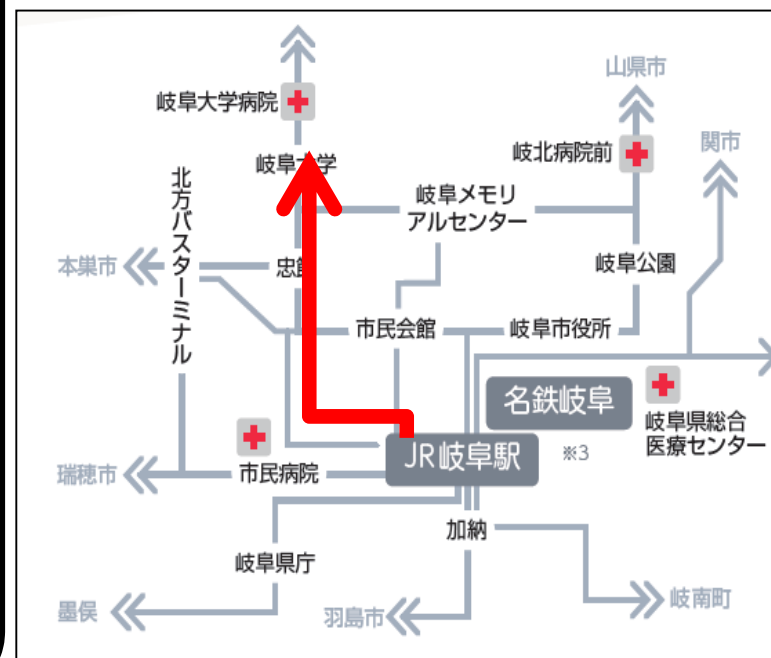 山県市
岐阜大学病院
関市
岐北病院前
岐阜大学
北方バスターミナル
岐阜メモリ
アルセンター
本巣市
岐阜公園
市民会館
岐阜市役所
名鉄岐阜
岐阜県総合
医療センター
JR岐阜駅
※3
瑞穂市
市民病院
加納
岐阜県庁
墨俣
羽島市
岐南町